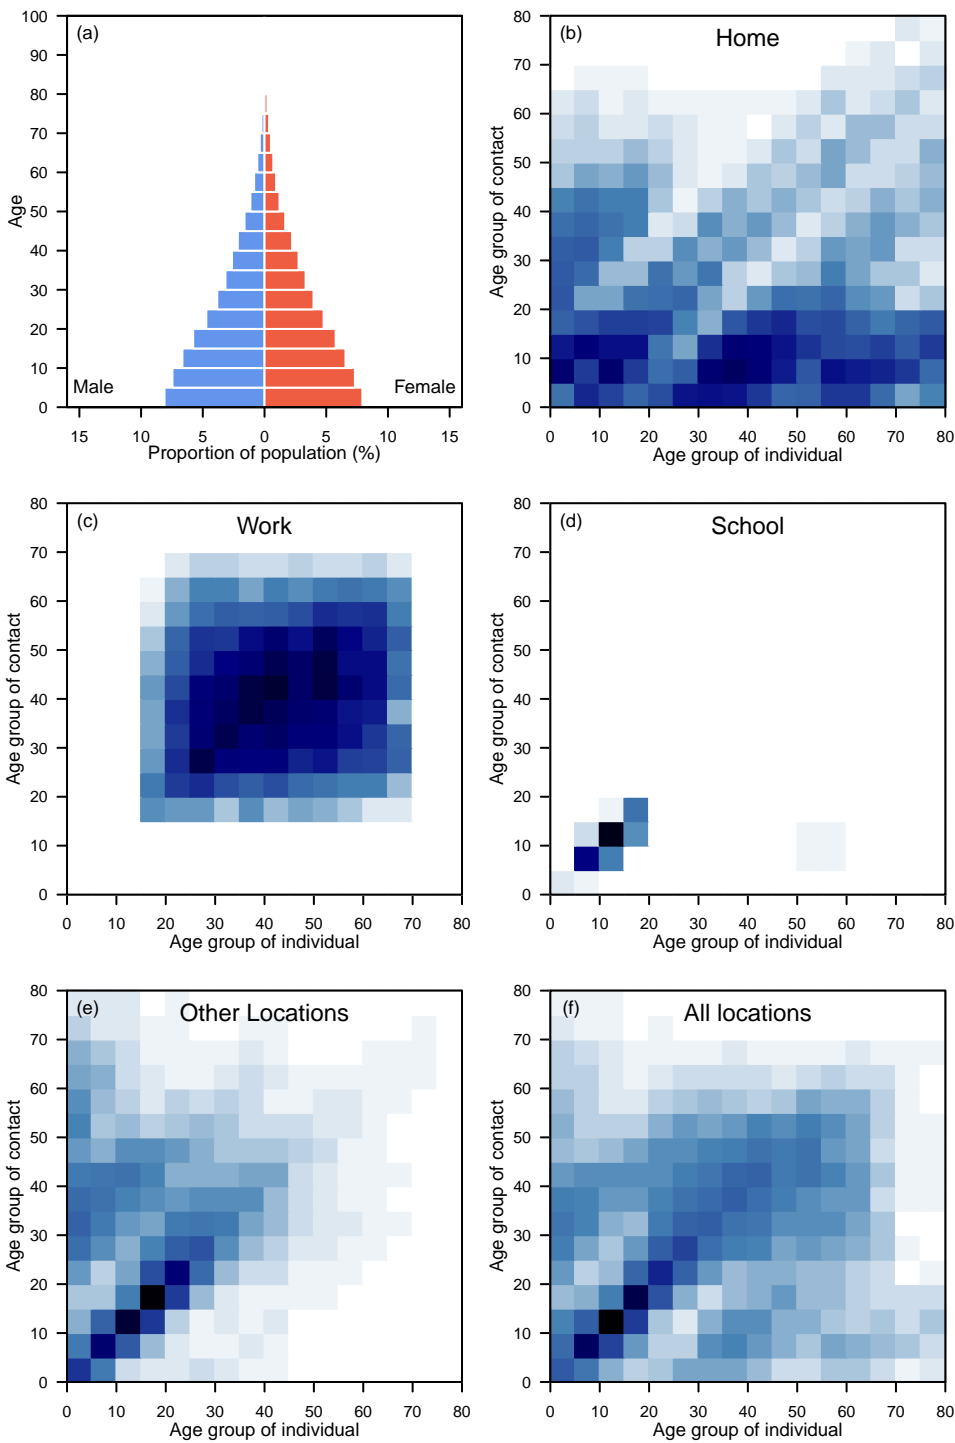 (a)
100
90
80
70
60
50
40
30
20
10
0
Age
Male
Female
15 10 5 0 5 10 15
Proportion of population (%)
(b)
Home
80
70
60
50
40
30
20
10
0
Age group of contact
0 10 20 30 40 50 60 70 80
Age group of individual
(c)
Work
80
70
60
50
40
30
20
10
0
Age group of contact
0 10 20 30 40 50 60 70 80
Age group of individual
(d)
School
80
70
60
50
40
30
20
10
0
Age group of contact
0 10 20 30 40 50 60 70 80
Age group of individual
(e)
Other Locations
80
70
60
50
40
30
20
10
0
Age group of contact
0 10 20 30 40 50 60 70 80
Age group of individual
(f)
All locations
80
70
60
50
40
30
20
10
0
Age group of contact
0 10 20 30 40 50 60 70 80
Age group of individual